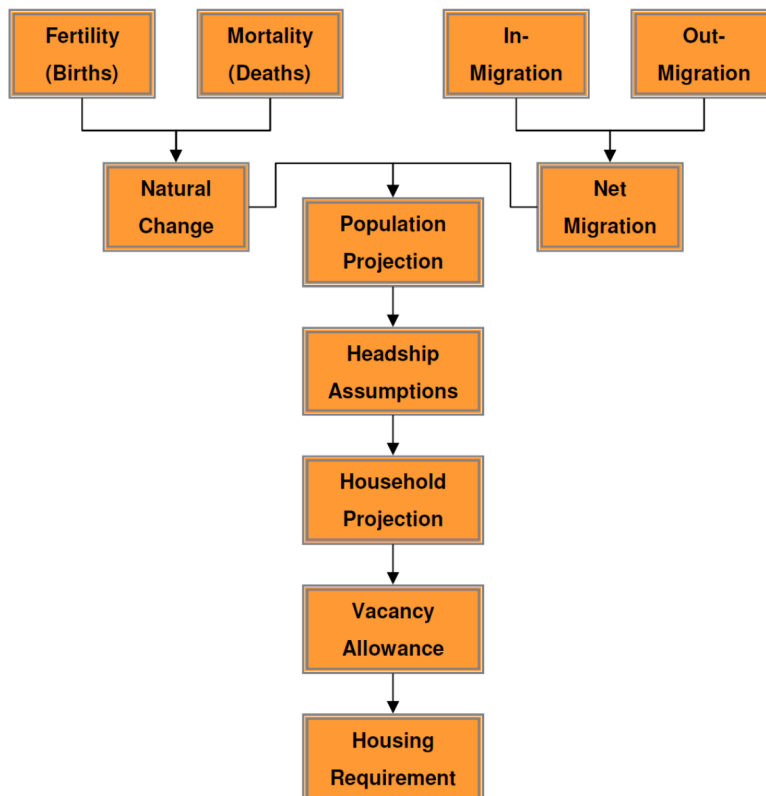 Fertility
(Births)
Mortality
(Deaths)
In-
Migration
Out-
Migration
Natural
Change
Net
Migration
Population
Projection
Headship
Assumptions
Household
Projection
Vacancy
Allowance
Housing
Requirement